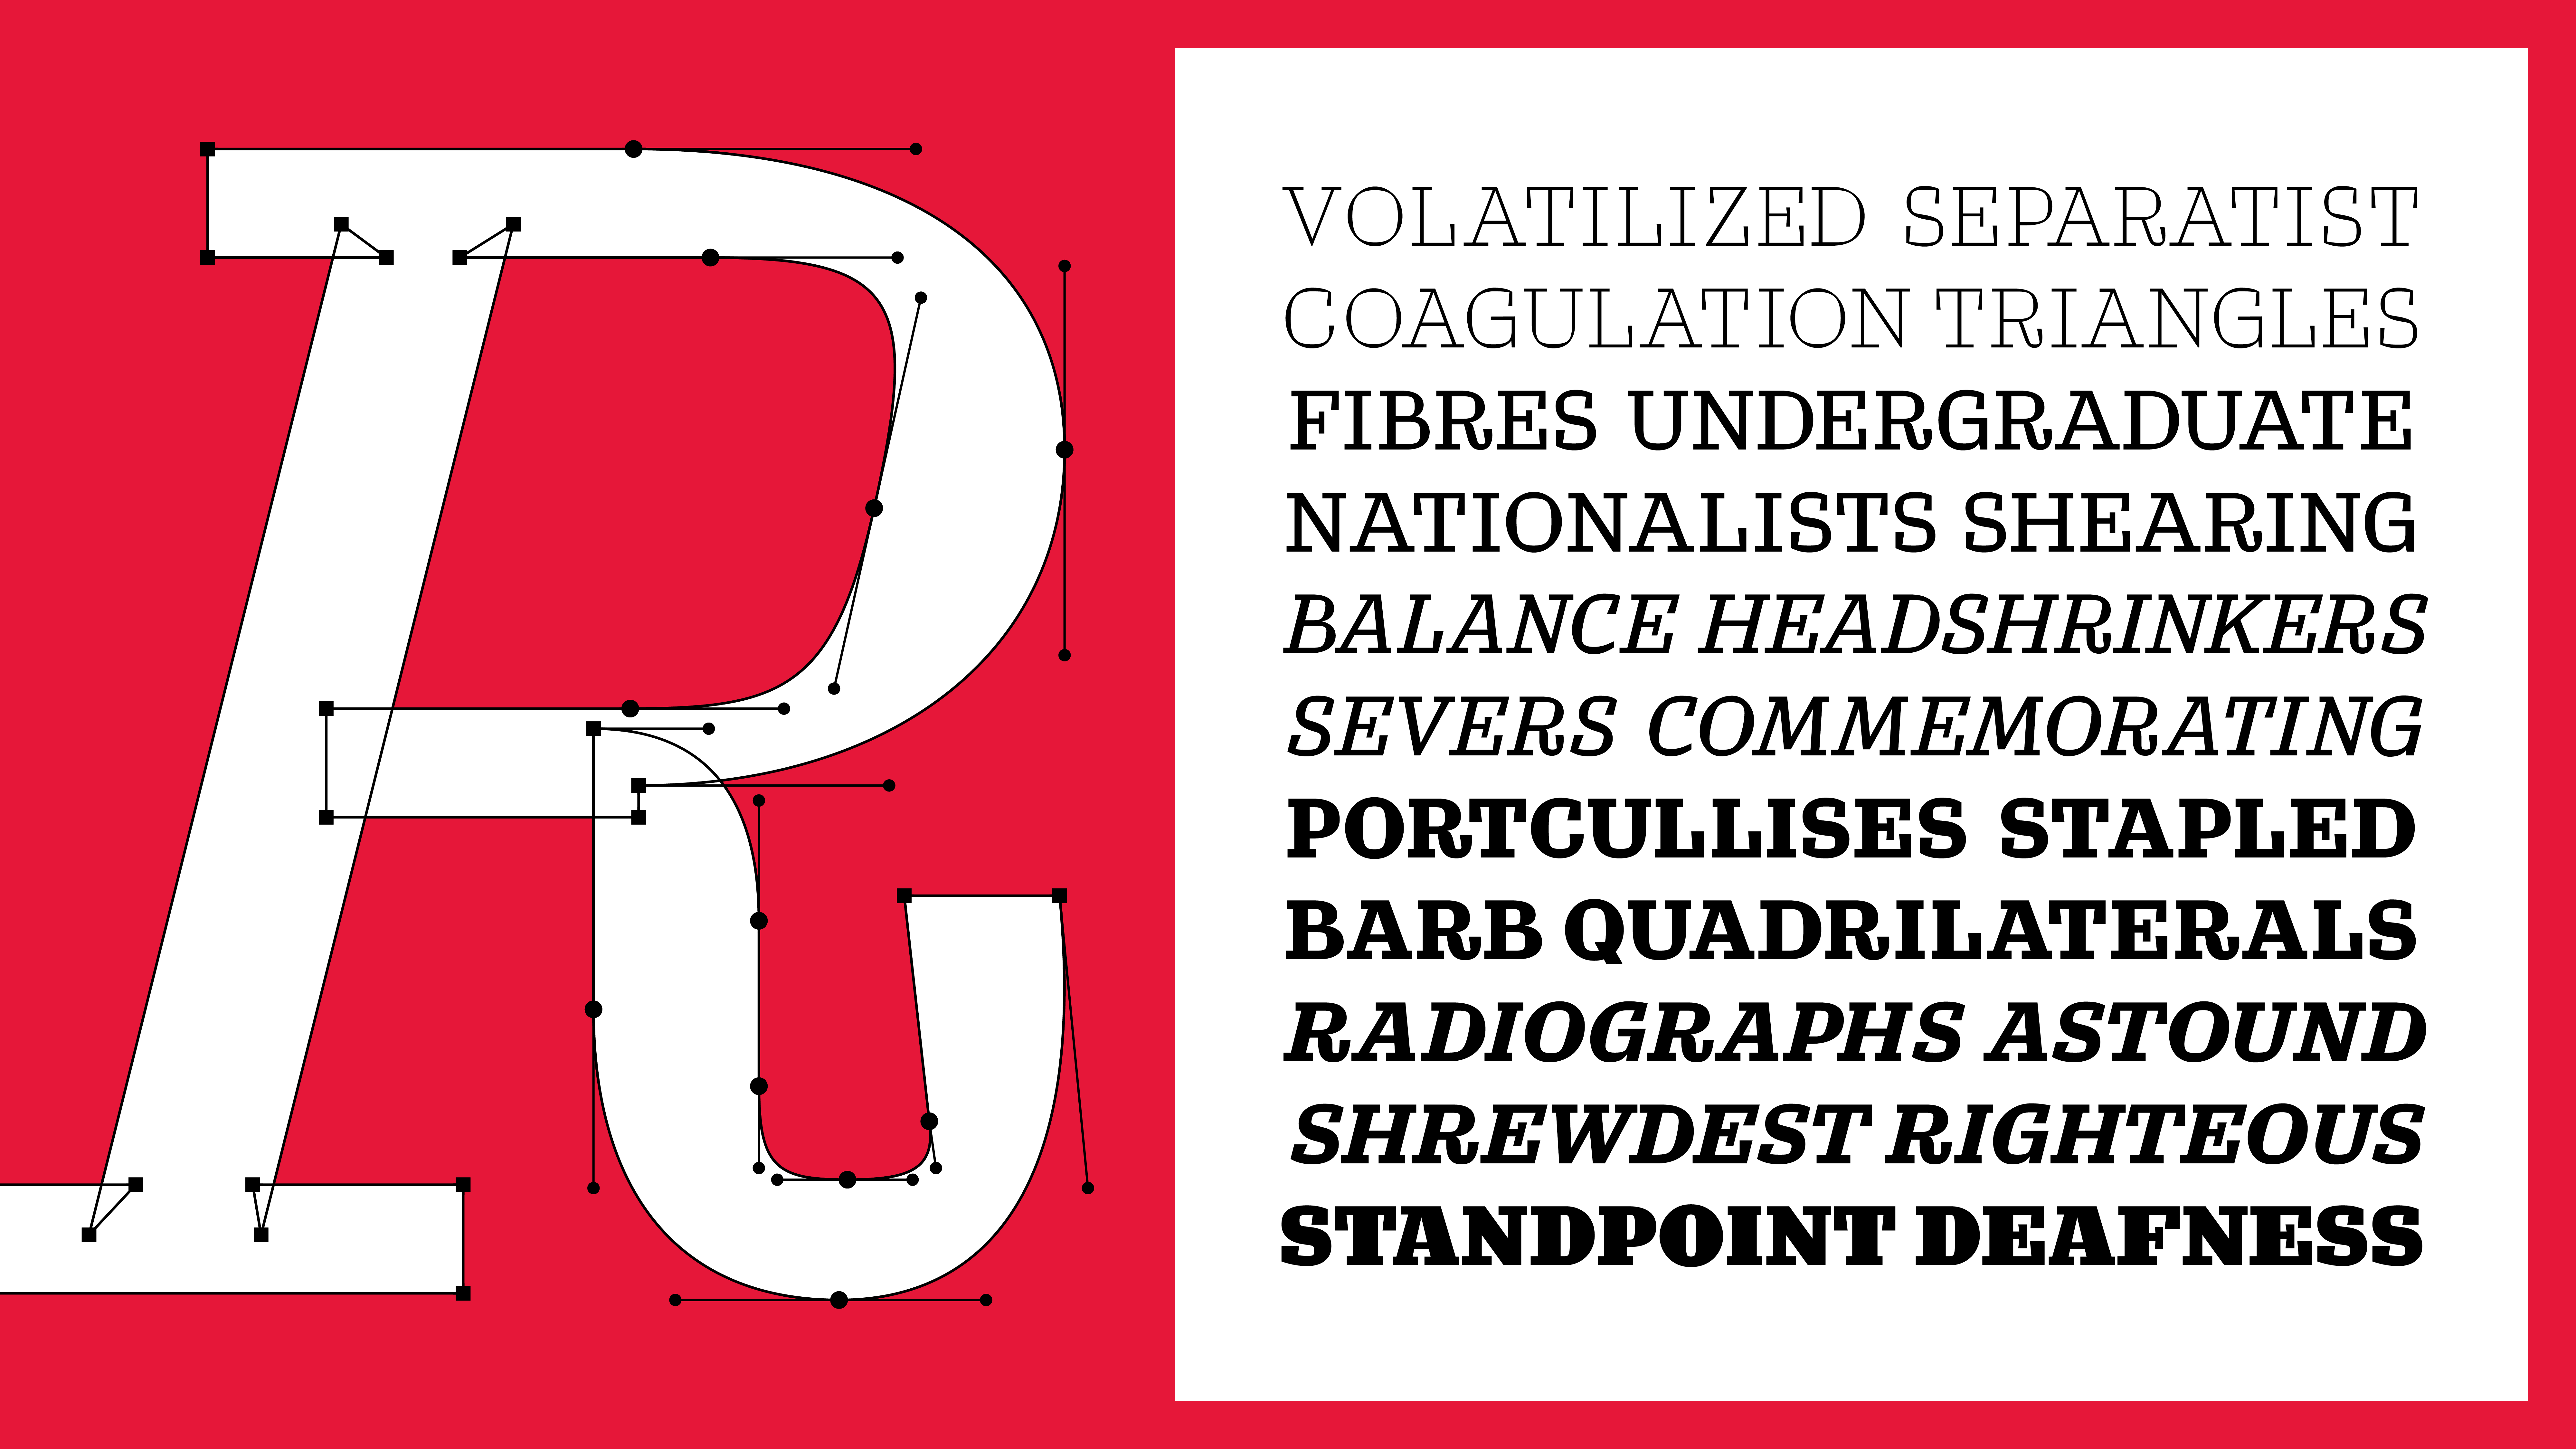 R
VOLATILIZED SEPARATIST
COAGULATION TRIANGLES
FIBRES UNDERGRADUATE
NATIONALISTS SHEARING
BALANCE HEADSHRINKERS
SEVERS COMMEMORATING
PORTCULLISES STAPLED
BARB QUADRILATERALS
RADIOGRAPHS ASTOUND
SHREWDEST RIGHTEOUS
STANDPOINT DEAFNESS